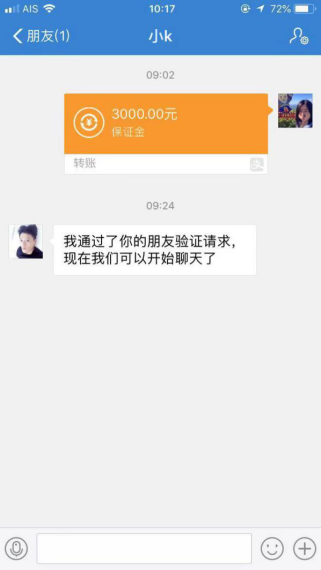 AIS 10:17 72%
朋友(1) 小k
09:02
3000.00元
保证金
转账 支
09:24
我通过了你的朋友验证请求，
现在我们可以开始聊天了